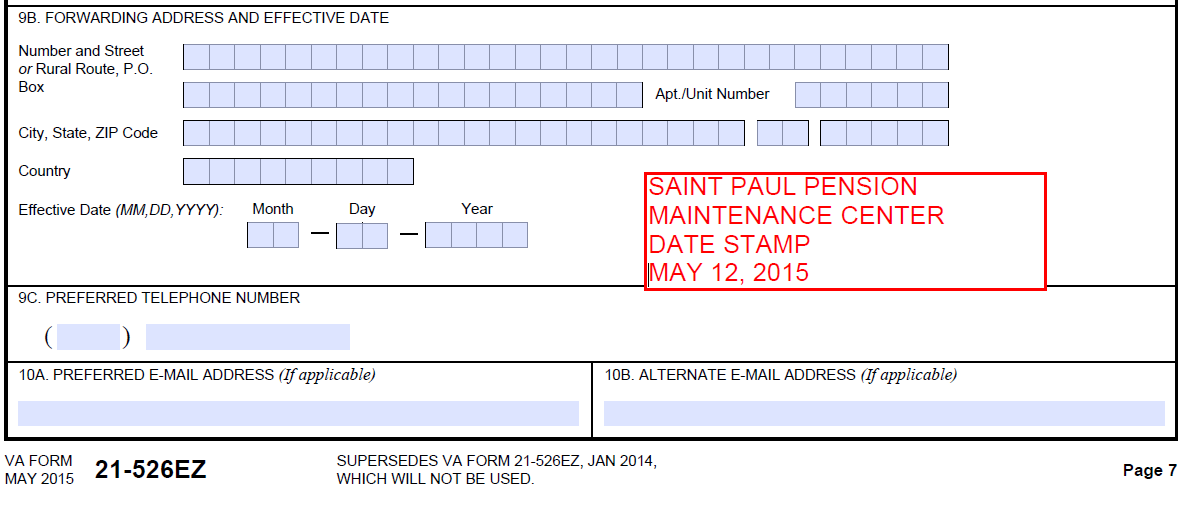 9B. FORWARDING ADDRESS AND EFFECTIVE DATE
Number and Street
or Rural Route, P.O.
Box
Apt./Unit Number
City, State, ZIP Code
Country
Effective Date (MM,DD,YYYY):
Month
Day
Year
SAINT PAUL PENSION
MAINTENANCE CENTER
DATE STAMP
MAY 12, 2015
9C. PREFERRED TELEPHONE NUMBER
( )
10A. PREFERRED E-MAIL ADDRESS (If applicable)
10B. ALTERNATE E-MAIL ADDRESS (If applicable)
VA FORM
MAY 2015
21-526EZ
SUPERSEDES VA FORM 21-526EZ, JAN 2014,
WHICH WILL NOT BE USED.
Page 7